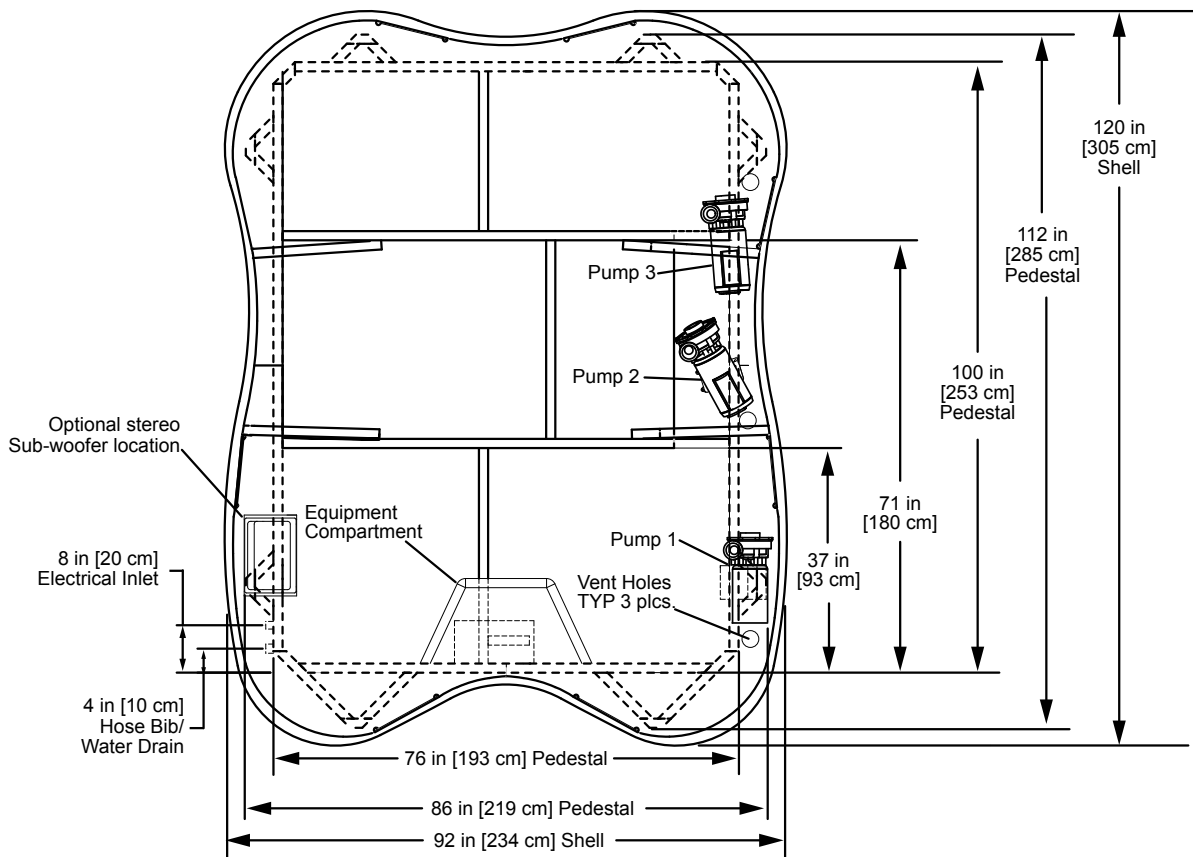 120 in
[305 cm]
Shell
112 in
[285 cm]
Pedestal
Pump 3
100 in
[253 cm]
Pedestal
Pump 2
Optional stereo
Sub-woofer location
71 in
[180 cm]
Equipment
Compartment
8 in [20 cm]
Electrical Inlet
Pump 1
37 in
[93 cm]
Vent Holes
TYP 3 plcs.
4 in [10 cm]
Hose Bib/
Water Drain
76 in [193 cm] Pedestal
86 in [219 cm] Pedestal
92 in [234 cm] Shell